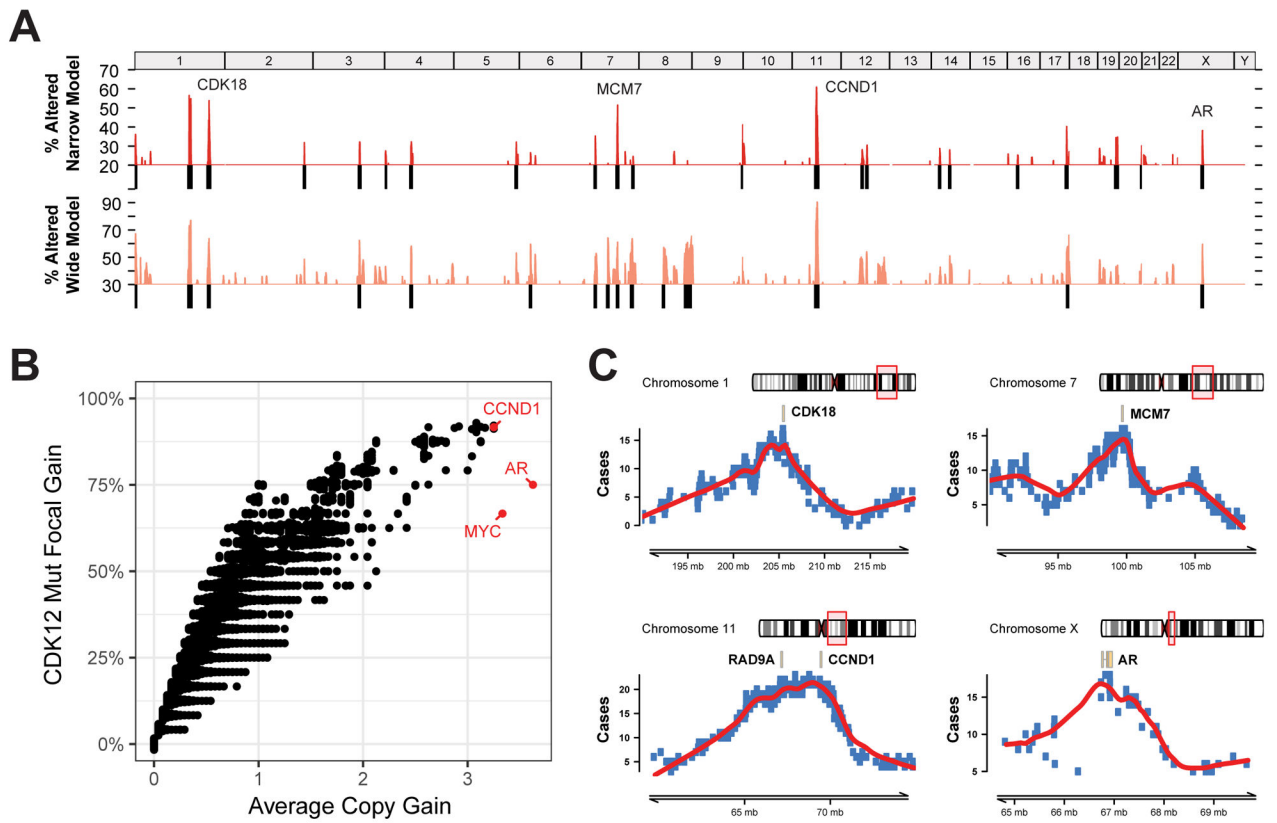 A
1 2 3 4 5 6 7 8 9 10 11 12 13 14 15 16 17 18 19 20 21 22 X Y
% Altered
Narrow Model
70
60
50
40
30
20
CDK18
MCM7
CCND1
AR
% Altered
Wide Model
90
70
50
30
B
CDK12 Mut Focal Gain
100%
75%
50%
25%
0%
CCND1
AR
MYC
0 1 2 3
Average Copy Gain
C
Chromosome 1
CDK18
Cases
15
10
5
0
195 mb 200 mb 205 mb 210 mb 215 mb
Chromosome 7
MCM7
Cases
15
10
5
95 mb 100 mb 105 mb
Chromosome 11
RAD9A CCND1
Cases
20
15
10
5
65 mb 70 mb
Chromosome X
AR
Cases
15
10
5
65 mb 66 mb 67 mb 68 mb 69 mb